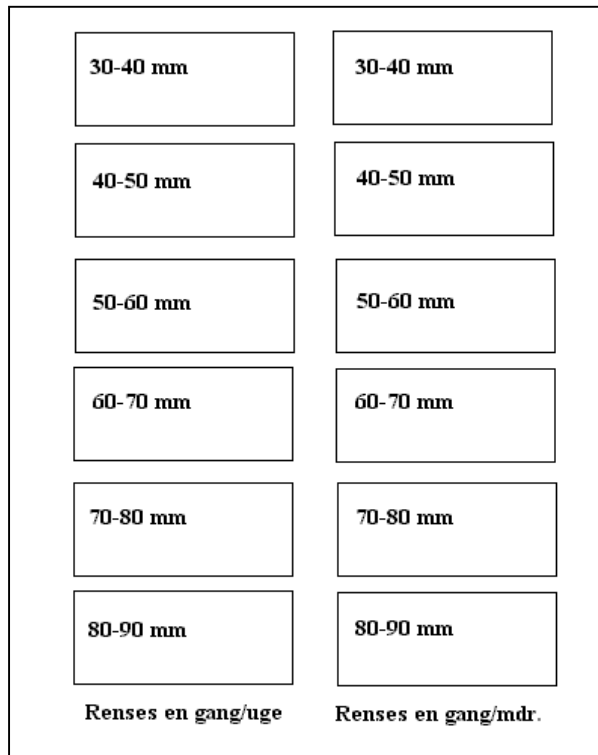 30-40 mm 30-40 mm
40-50 mm 40-50 mm
50-60 mm 50-60 mm
60-70 mm 60-70 mm
70-80 mm 70-80 mm
80-90 mm 80-90 mm
Renses en gang/uge Renses en gang/mdr.